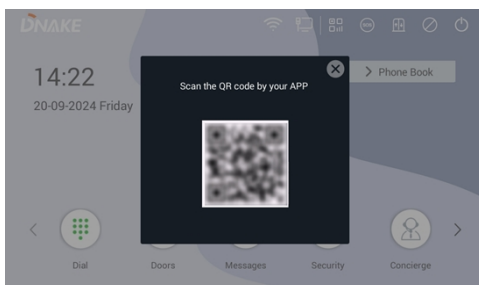 DNAKE
14:22
20-09-2024 Friday
Scan the QR code by your APP
Phone Book
Dial
Doors
Messages
Security
Concierge